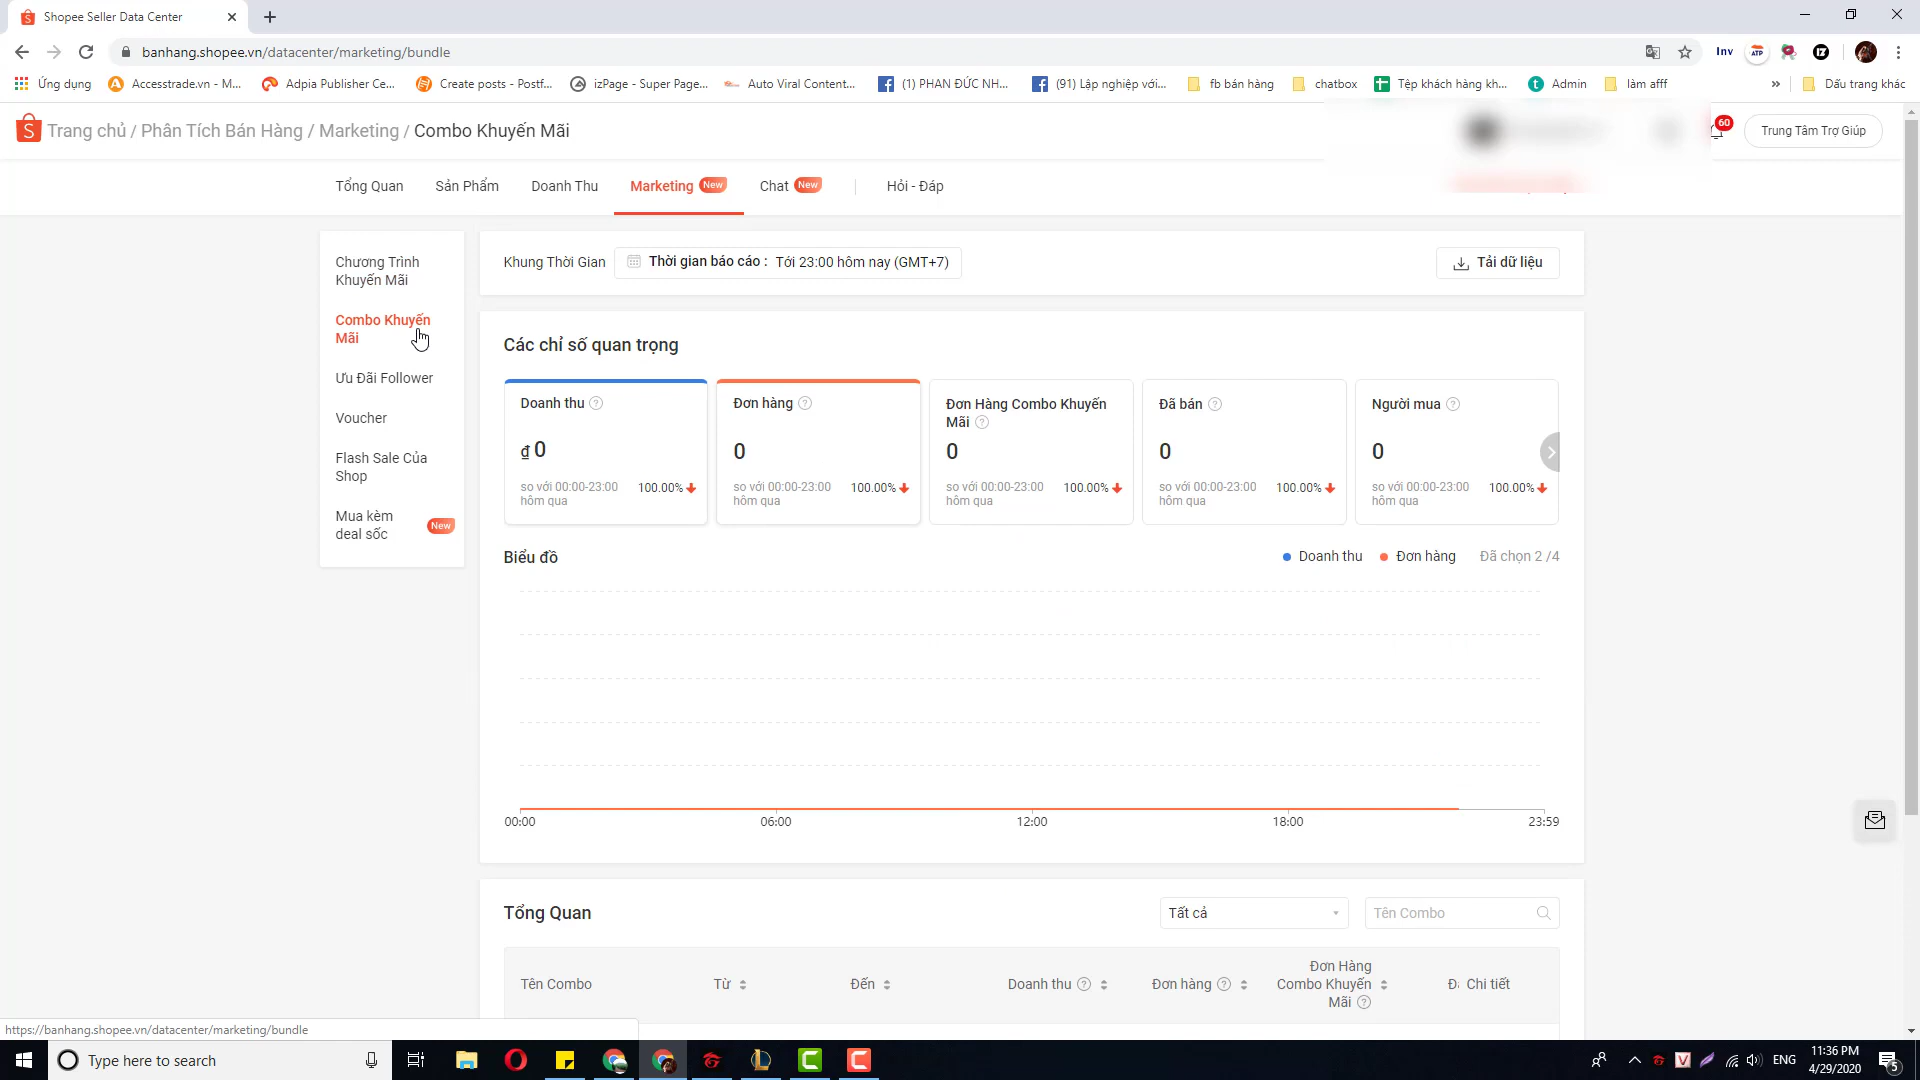 Shopee Seller Data Center
banhang.shopee.vn/datacenter/marketing/bundle
Inv
ATP
Ứng dụng
Accesstrade.vn - M...
Adpia Publisher Ce...
Create posts - Postf...
izPage - Super Page...
Auto Viral Content...
(1) PHAN ĐỨC NH...
(91) Lập nghiệp với...
fb bán hàng
chatbox
Tệp khách hàng kh...
Admin
làm afff
»
Dấu trang khác
Trang chủ / Phân Tích Bán Hàng / Marketing / Combo Khuyến Mãi
60
Trung Tâm Trợ Giúp
Tổng Quan
Sản Phẩm
Doanh Thu
Marketing New
Chat New
Hỏi - Đáp
Chương Trình
Khuyến Mãi
Combo Khuyến
Mãi
Ưu Đãi Follower
Voucher
Flash Sale Của
Shop
Mua kèm
deal sốc
New
Khung Thời Gian
Thời gian báo cáo : Tới 23:00 hôm nay (GMT+7)
Tải dữ liệu
Các chỉ số quan trọng
Doanh thu
₫ 0
so với 00:00-23:00
hôm qua
100.00%
Đơn hàng
0
so với 00:00-23:00
hôm qua
100.00%
Đơn Hàng Combo Khuyến
Mãi
0
so với 00:00-23:00
hôm qua
100.00%
Đã bán
0
so với 00:00-23:00
hôm qua
100.00%
Người mua
0
so với 00:00-23:00
hôm qua
100.00%
Biểu đồ
Doanh thu
Đơn hàng
Đã chọn 2 /4
00:00
06:00
12:00
18:00
23:59
Tổng Quan
Tất cả
Tên Combo
Tên Combo
Từ
Đến
Doanh thu
Đơn hàng
Đơn Hàng
Combo Khuyến
Mãi
Chi tiết
https://banhang.shopee.vn/datacenter/marketing/bundle
Type here to search
ENG
11:36 PM
4/29/2020
5